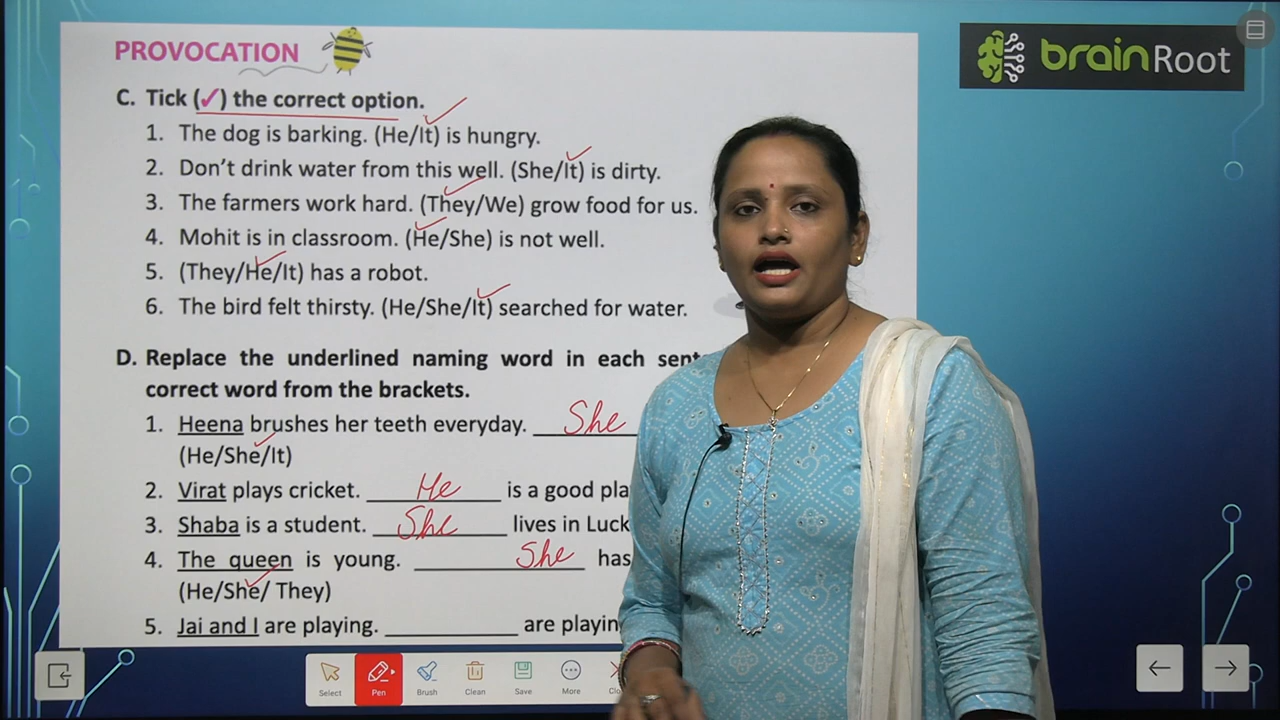 PROVOCATION
brainRoot
C. Tick (✓) the correct option.
1. The dog is barking. (He/It) is hungry.
2. Don't drink water from this well. (She/It) is dirty.
3. The farmers work hard. (They/We) grow food for us.
4. Mohit is in classroom. (He/She) is not well.
5. (They/He/It) has a robot.
6. The bird felt thirsty. (He/She/It) searched for water.
D. Replace the underlined naming word in each sent
correct word from the brackets.
1. Heena brushes her teeth everyday. She
(He/She/It)
2. Virat plays cricket. He is a good pla
3. Shaba is a student. She lives in Luck
4. The queen is young. She has
(He/She/ They)
5. Jai and I are playing. ____________ are playin
Select Pen Brush Clean Save More Clo